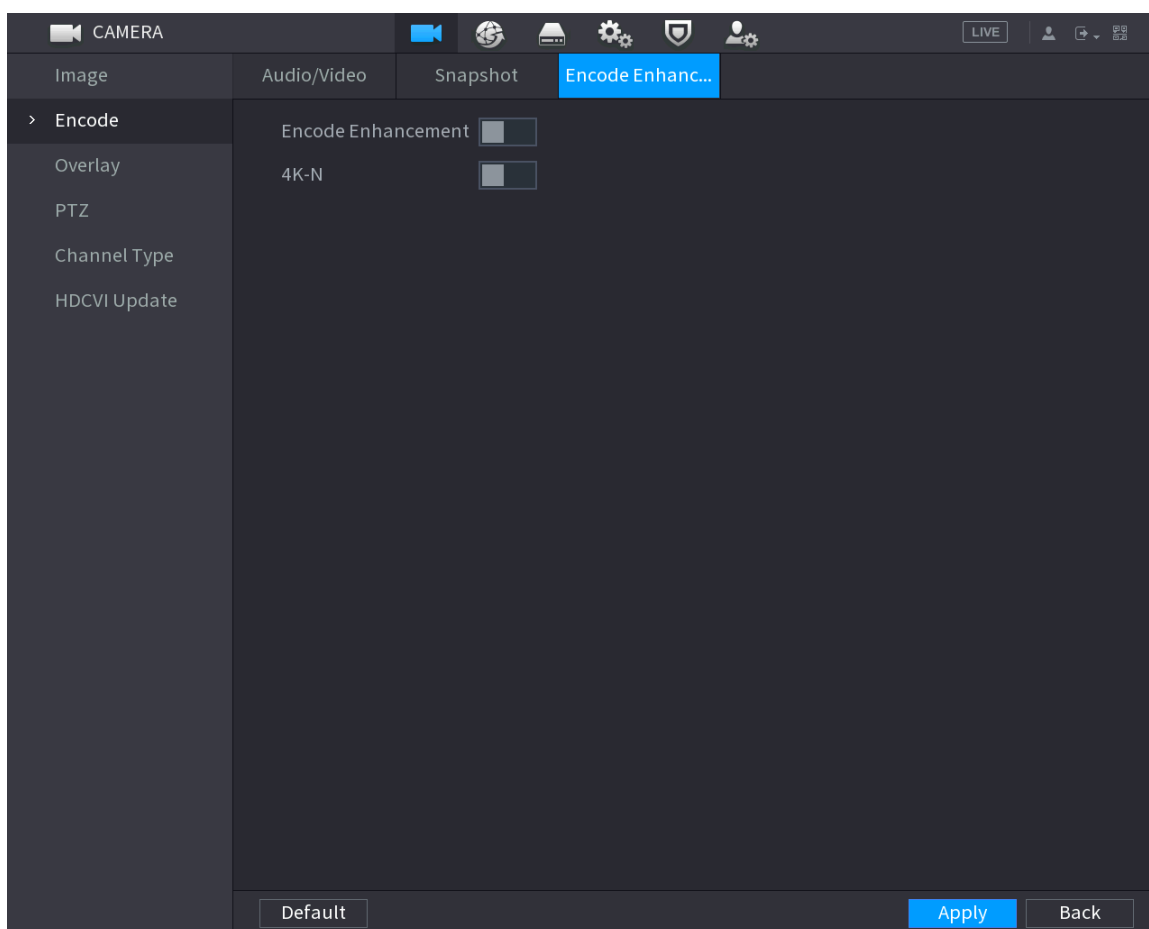 CAMERA
LIVE
Image
Audio/Video
Snapshot
Encode Enhanc...
Encode
Encode Enhancement
Overlay
4K-N
PTZ
Channel Type
HDCVI Update
Default
Apply
Back